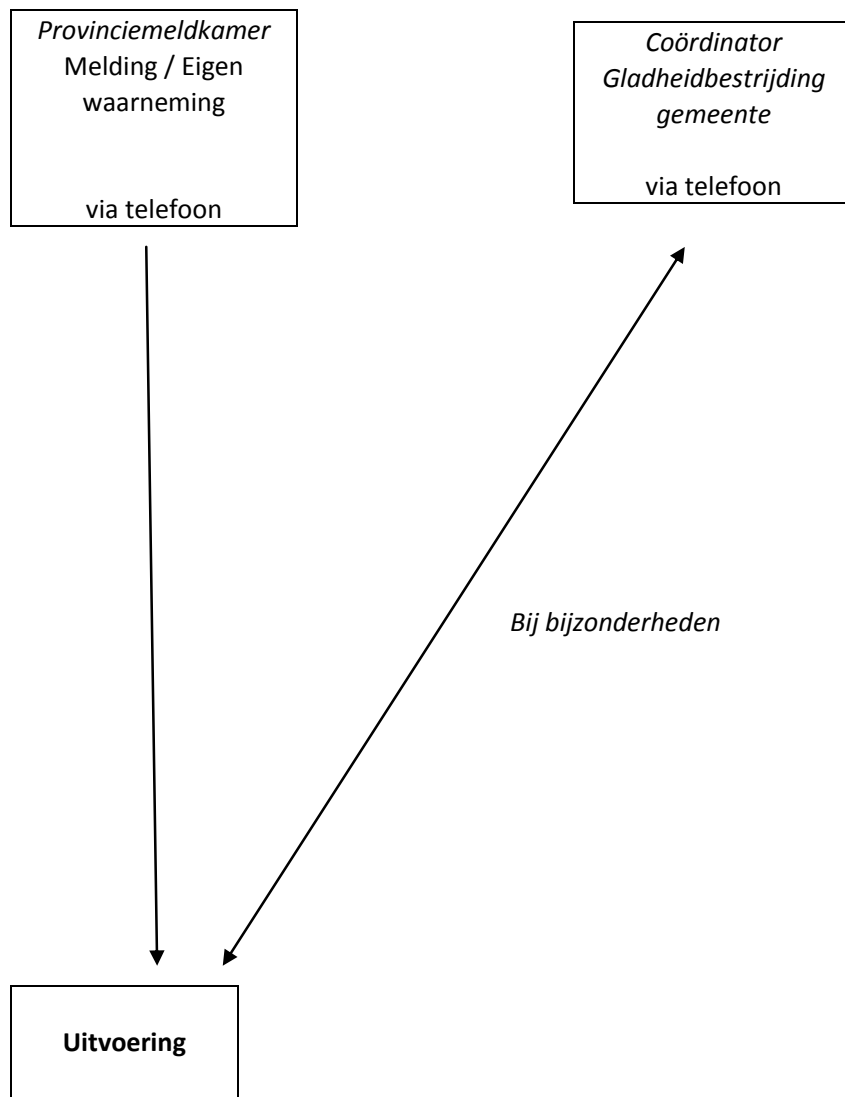 Provinciemeldkamer
Melding / Eigen
waarneming
via telefoon
Coördinator
Gladheidbestrijding
gemeente
via telefoon
Bij bijzonderheden
Uitvoering